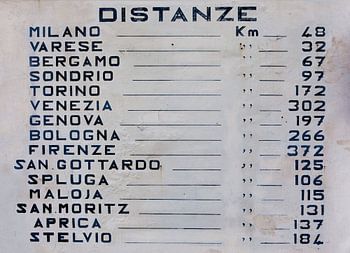 DISTANZE
MILANO Km 48
VARESE " 32
BERGAMO " 67
SONDRIO " 97
TORINO " 172
VENEZIA " 302
GENOVA " 197
BOLOGNA " 266
FIRENZE " 372
SAN.GOTTARDO " 125
SPLUGA " 106
MALOJA " 115
SAN.MORITZ " 131
APRICA " 137
STELVIO " 184